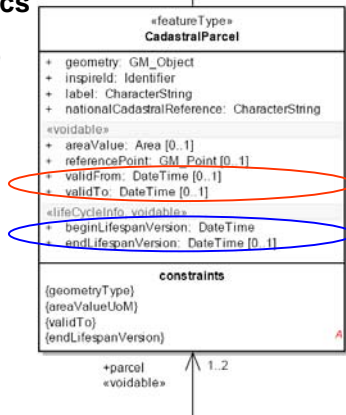 cs
«featureType»
CadastralParcel
+ geometry: GM_Object
+ inspireId: Identifier
+ label: CharacterString
+ nationalCadastralReference: CharacterString
«voidable»
+ areaValue: Area [0..1]
+ referencePoint: GM_Point [0..1]
+ validFrom: DateTime [0..1]
+ validTo: DateTime [0..1]
«lifeCycleInfo, voidable»
+ beginLifespanVersion: DateTime
+ endLifespanVersion: DateTime [0..1]
constraints
{geometryType}
{areaValueUoM}
{validTo}
{endLifespanVersion}
A
+parcel 1..2
«voidable»